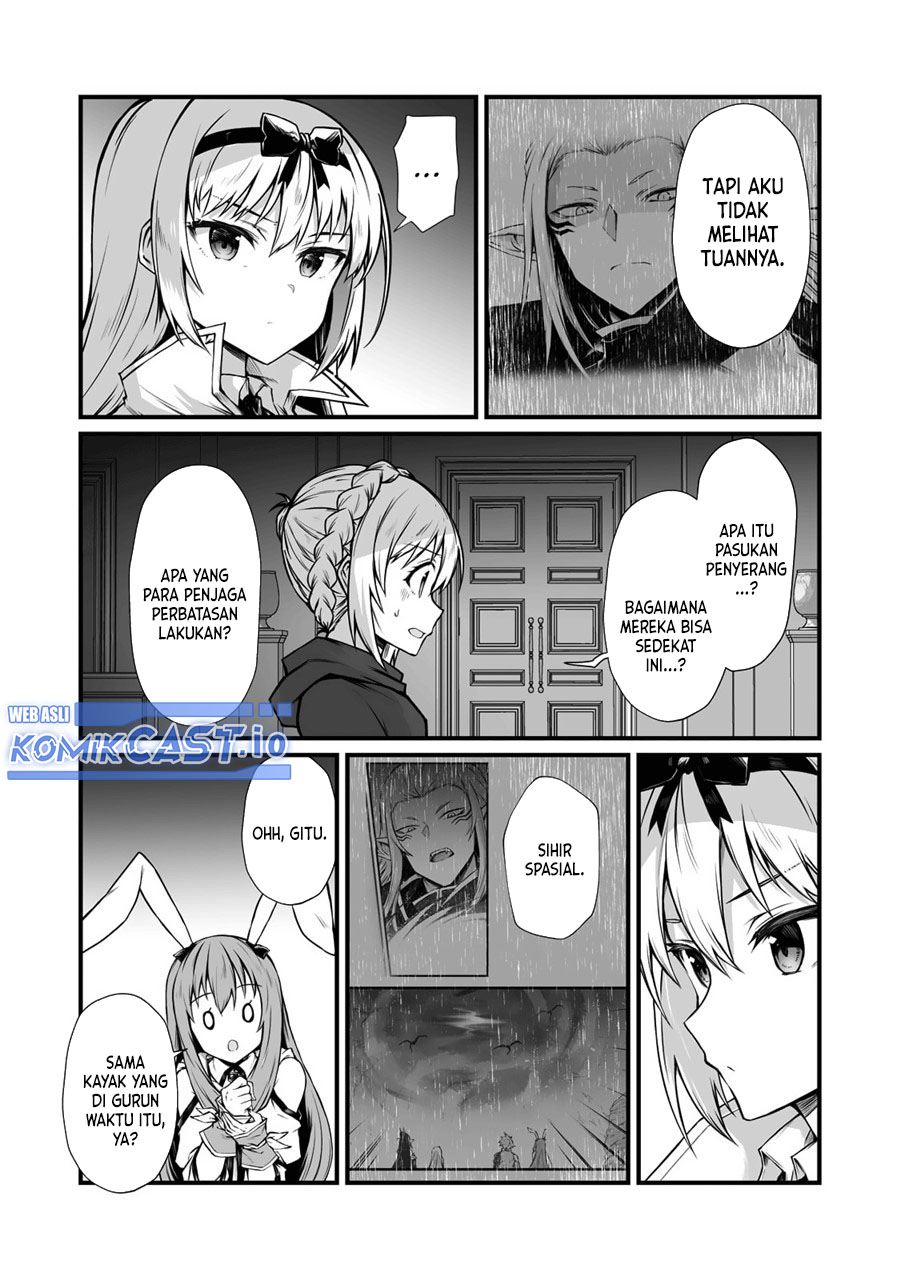 TAPI AKU
TIDAK
MELIHAT
TUANNYA.
...
APA ITU
PASUKAN
PENYERANG
...?
BAGAIMANA
MEREKA BISA
SEDEKAT
INI...?
APA YANG
PARA PENJAGA
PERBATASAN
LAKUKAN?
WEB ASLI
KOMIKCAST.io
SIHIR
SPASIAL.
OHH, GITU.
SAMA
KAYAK YANG
DI GURUN
WAKTU ITU,
YA?